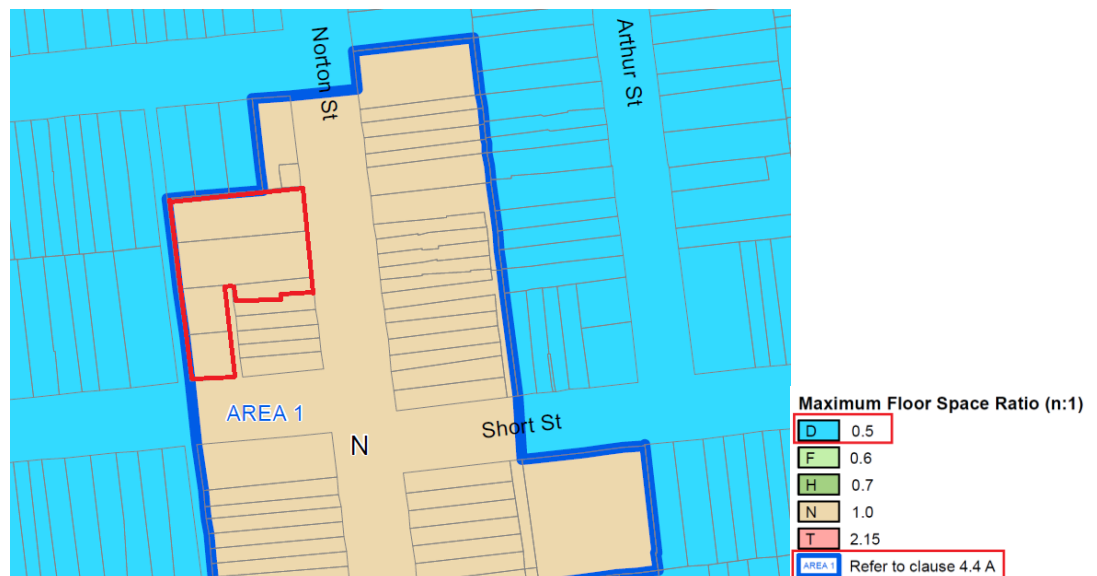 Norton St
Arthur St
AREA 1
N
Short St
Maximum Floor Space Ratio (n:1)
D 0.5
F 0.6
H 0.7
N 1.0
T 2.15
AREA 1 Refer to clause 4.4 A